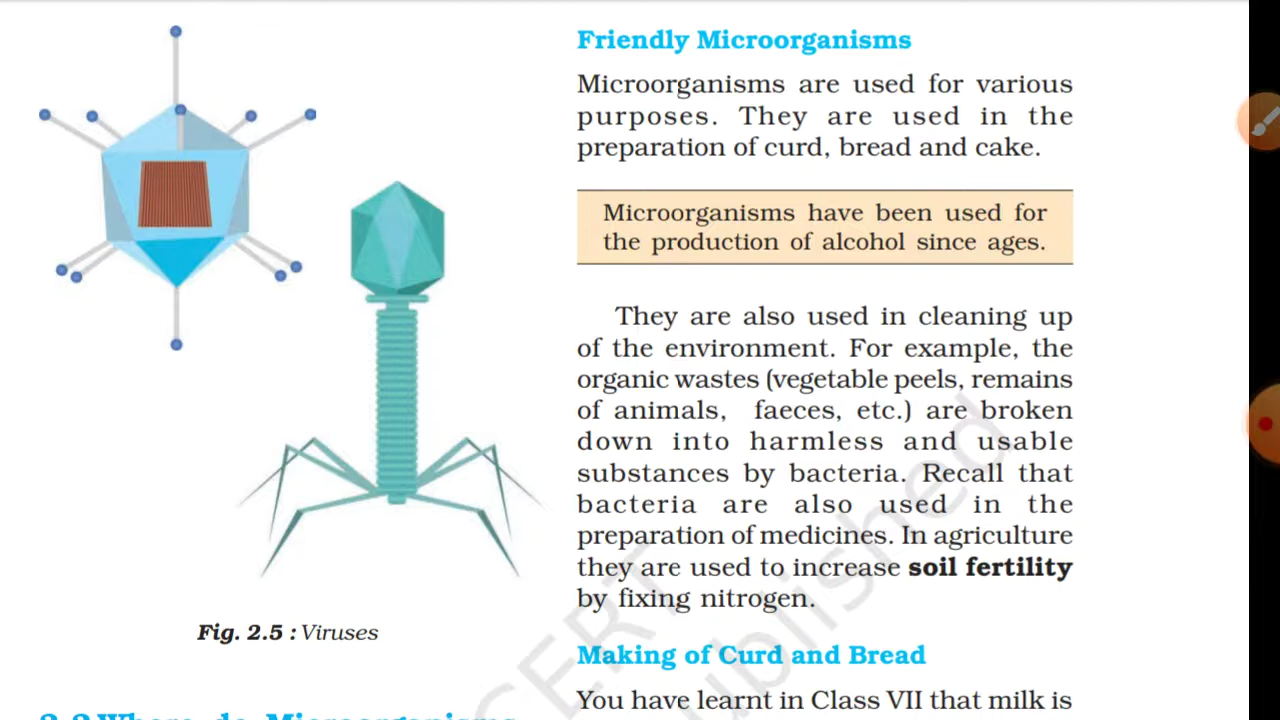 Fig. 2.5 : Viruses
Friendly Microorganisms
Microorganisms are used for various
purposes. They are used in the
preparation of curd, bread and cake.
Microorganisms have been used for
the production of alcohol since ages.
They are also used in cleaning up
of the environment. For example, the
organic wastes (vegetable peels, remains
of animals, faeces, etc.) are broken
down into harmless and usable
substances by bacteria. Recall that
bacteria are also used in the
preparation of medicines. In agriculture
they are used to increase soil fertility
by fixing nitrogen.
Making of Curd and Bread
You have learnt in Class VII that milk is